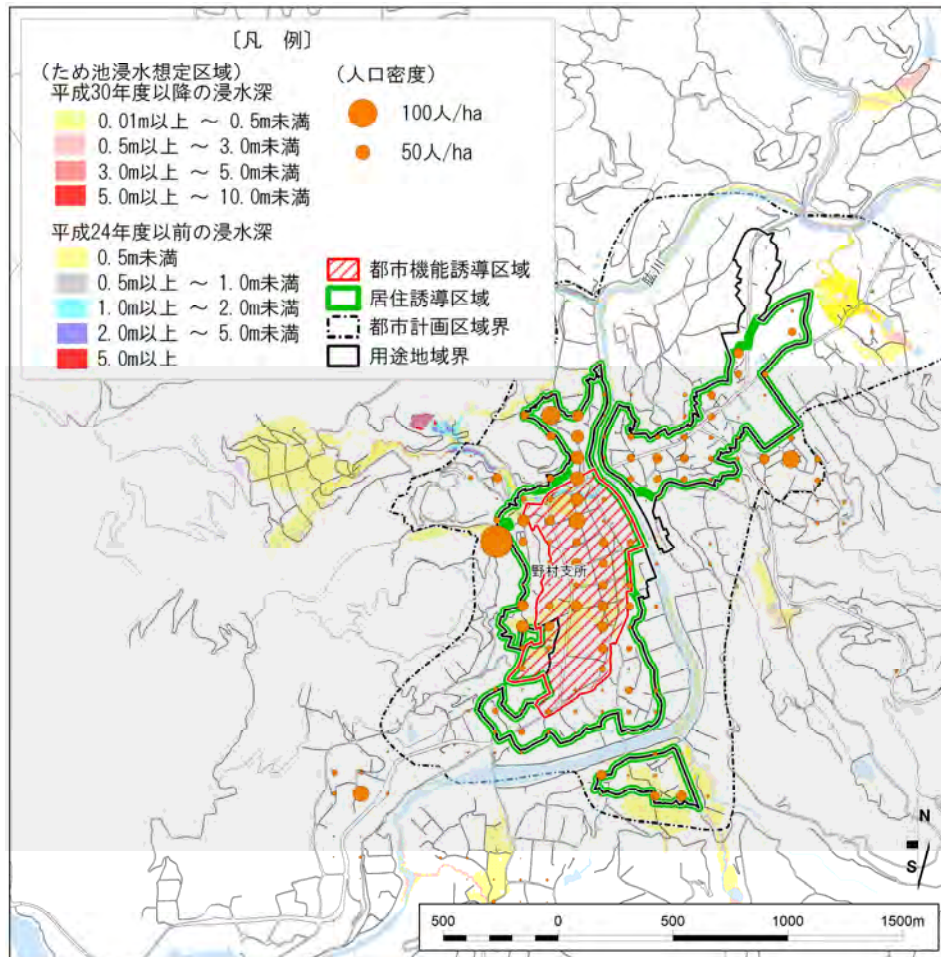 〔凡 例〕
(ため池浸水想定区域)
平成30年度以降の浸水深
0.01m以上 ～ 0.5m未満
0.5m以上 ～ 3.0m未満
3.0m以上 ～ 5.0m未満
5.0m以上 ～ 10.0m未満
平成24年度以前の浸水深
0.5m未満
0.5m以上 ～ 1.0m未満
1.0m以上 ～ 2.0m未満
2.0m以上 ～ 5.0m未満
5.0m以上
(人口密度)
100人/ha
50人/ha
都市機能誘導区域
居住誘導区域
都市計画区域界
用途地域界
肱川
野村支所
N
S
500 0 500 1000 1500m